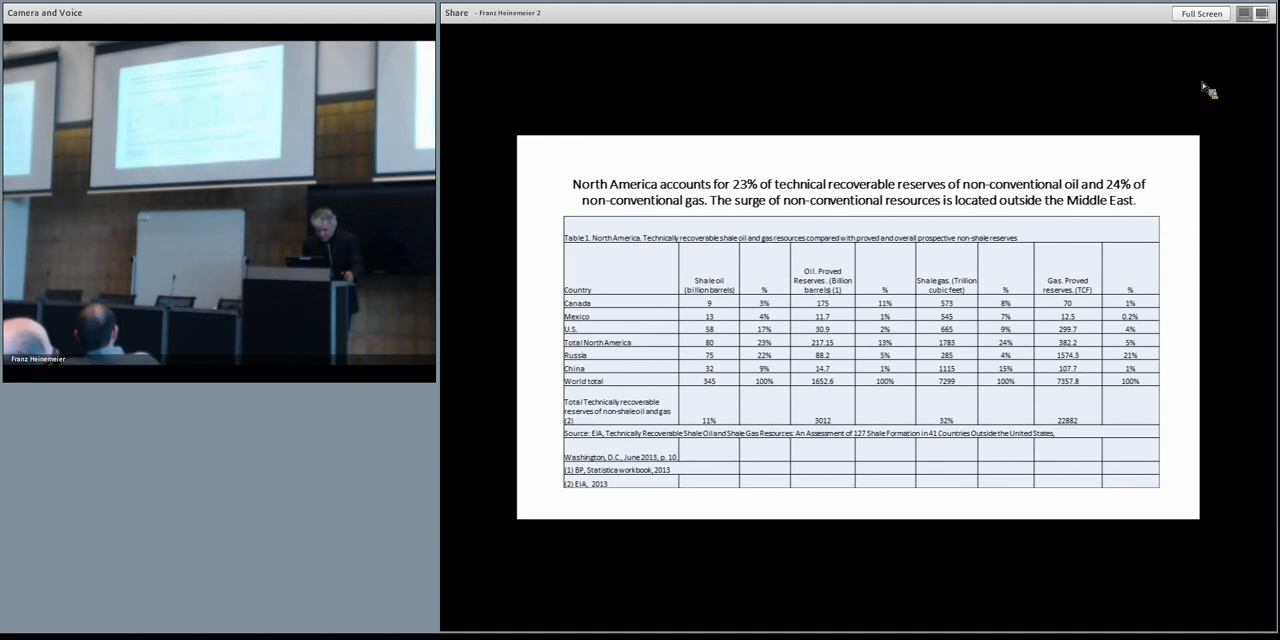 Camera and Voice
Franz Heinemeier
Share - Franz Heinemeier 2
Full Screen
North America accounts for 23% of technical recoverable reserves of non-conventional oil and 24% of
non-conventional gas. The surge of non-conventional resources is located outside the Middle East.
Table 1. North America. Technically recoverable shale oil and gas resources compared with proved and overall prospective non-shale reserves
Country Shale oil (billion barrels) % Oil. Proved Reserves. (Billion barrels) (1) % Shale gas. (Trillion cubic feet) % Gas. Proved reserves. (TCF) %
Canada 9 3% 175 11% 573 8% 70 1%
Mexico 13 4% 11.7 1% 545 7% 12.5 0.2%
U.S. 58 17% 30.9 2% 665 9% 299.7 4%
Total North America 80 23% 217.15 13% 1783 24% 382.2 5%
Russia 75 22% 88.2 5% 285 4% 1574.3 21%
China 32 9% 14.7 1% 1115 15% 107.7 1%
World total 345 100% 1652.6 100% 7299 100% 7357.8 100%
Total Technically recoverable
reserves of non-shale oil and gas
(2) 11% 3012 32% 22882
Source: EIA, Technically Recoverable Shale Oil and Shale Gas Resources: An Assessment of 127 Shale Formation in 41 Countries Outside the United States,
Washington, D.C., June 2013, p. 10.
(1) BP, Statistica workbook, 2013
(2) EIA, 2013